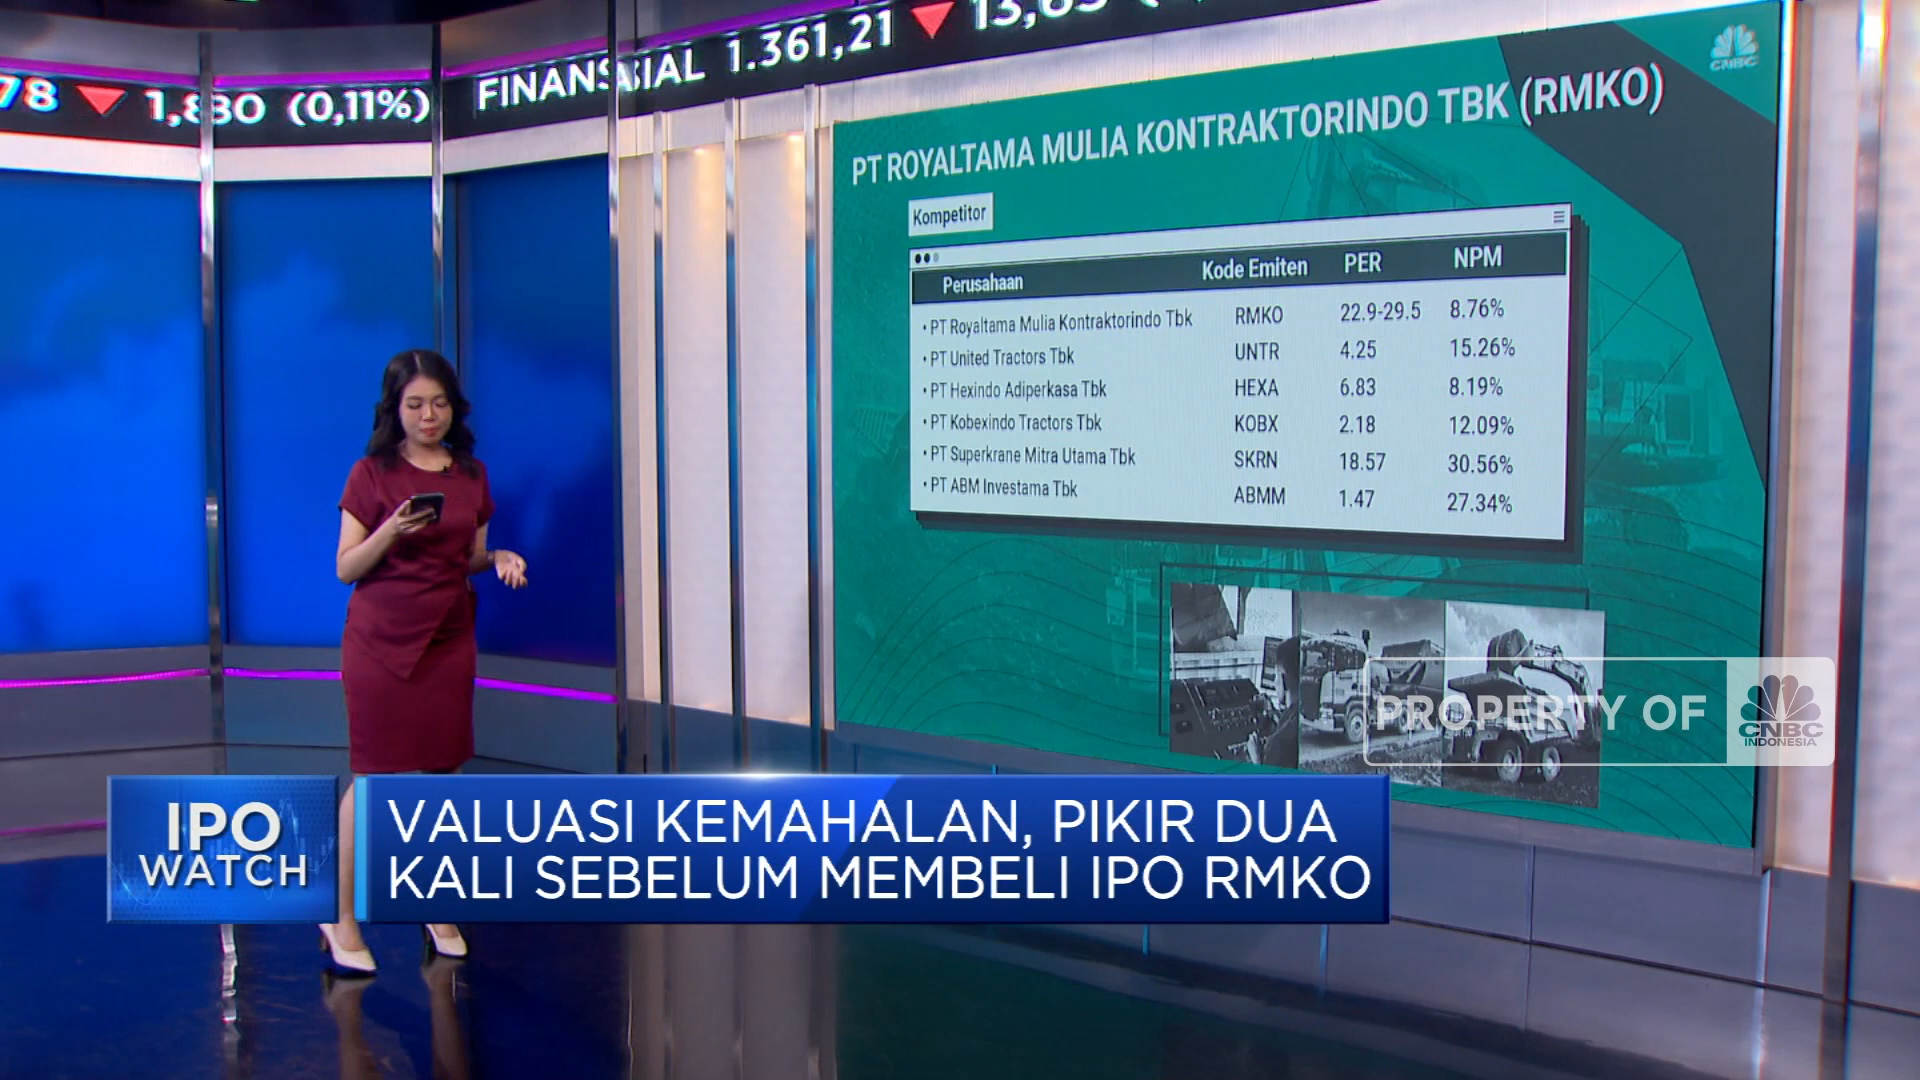 78 ▼ 1,880 (0,11%)
FINANSIAL 1.361,21 ▼
CNBC
PT ROYALTAMA MULIA KONTRAKTORINDO TBK (RMKO)
Kompetitor
Perusahaan Kode Emiten PER NPM
• PT Royaltama Mulia Kontraktorindo Tbk RMKO 22.9-29.5 8.76%
• PT United Tractors Tbk UNTR 4.25 15.26%
• PT Hexindo Adiperkasa Tbk HEXA 6.83 8.19%
• PT Kobexindo Tractors Tbk KOBX 2.18 12.09%
• PT Superkrane Mitra Utama Tbk SKRN 18.57 30.56%
• PT ABM Investama Tbk ABMM 1.47 27.34%
PROPERTY OF
CNBC
INDONESIA
IPO
WATCH
VALUASI KEMAHALAN, PIKIR DUA
KALI SEBELUM MEMBELI IPO RMKO